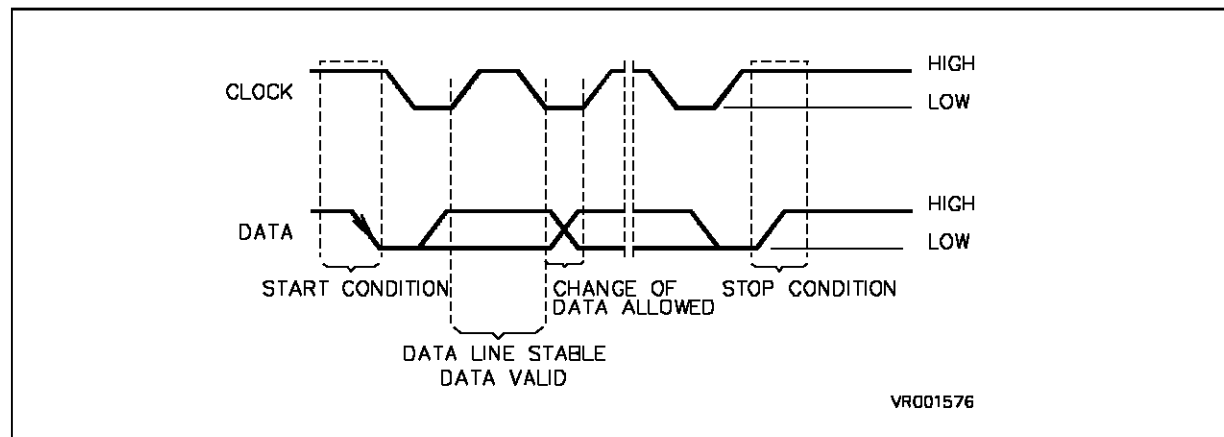 HIGH
CLOCK
LOW
HIGH
DATA
LOW
START CONDITION
CHANGE OF
DATA ALLOWED
STOP CONDITION
DATA LINE STABLE
DATA VALID
VR001576